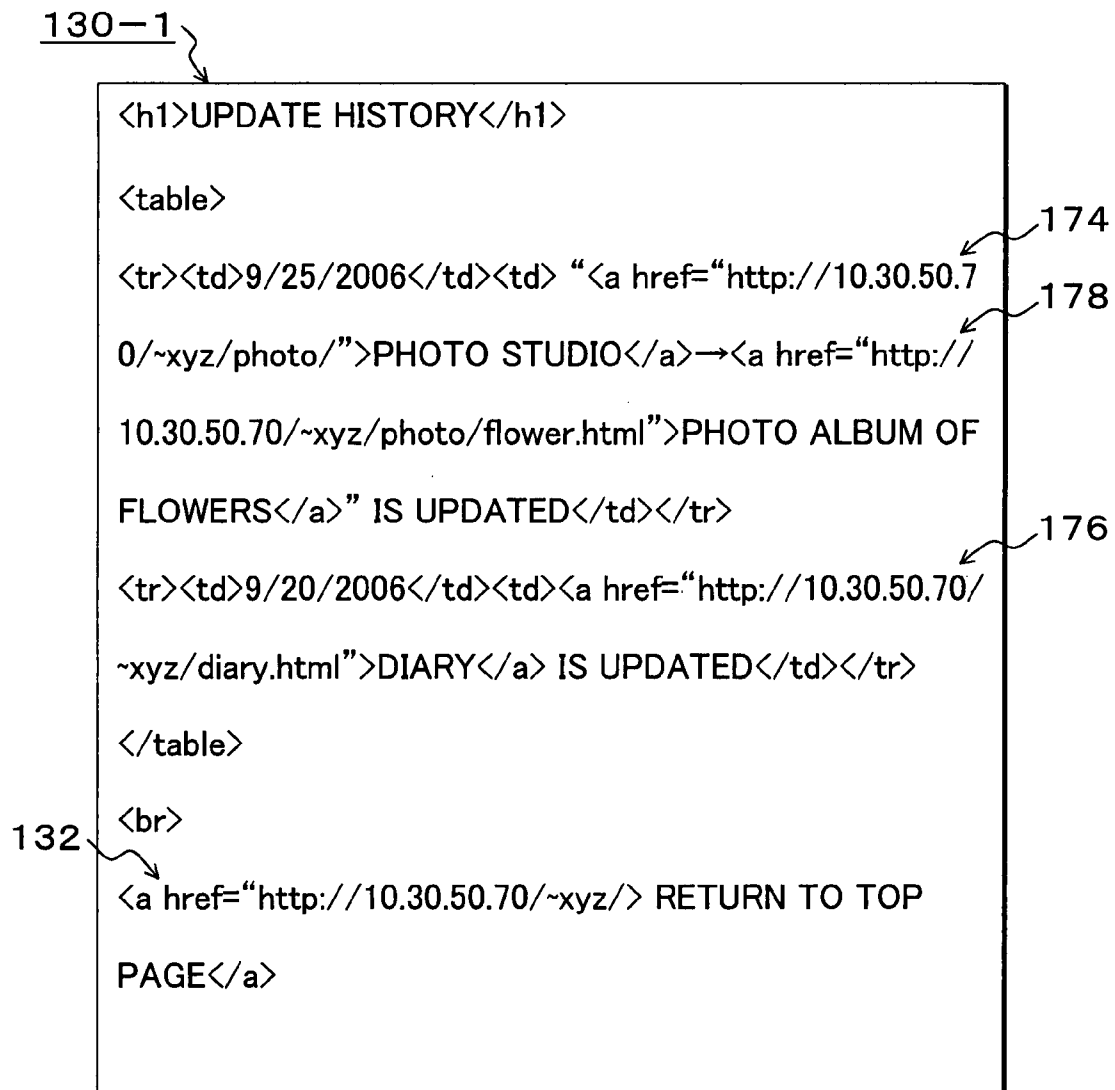 130-1
<h1>UPDATE HISTORY</h1>
<table>
174
<tr><td>9/25/2006</td><td> “<a href=“http://10.30.50.7
178
0/~xyz/photo/”>PHOTO STUDIO</a>→<a href=“http://
10.30.50.70/~xyz/photo/flower.html”>PHOTO ALBUM OF
FLOWERS</a>” IS UPDATED</td></tr>
176
<tr><td>9/20/2006</td><td><a href=“http://10.30.50.70/
~xyz/diary.html”>DIARY</a> IS UPDATED</td></tr>
</table>
<br>
132
<a href=“http://10.30.50.70/~xyz/> RETURN TO TOP
PAGE</a>